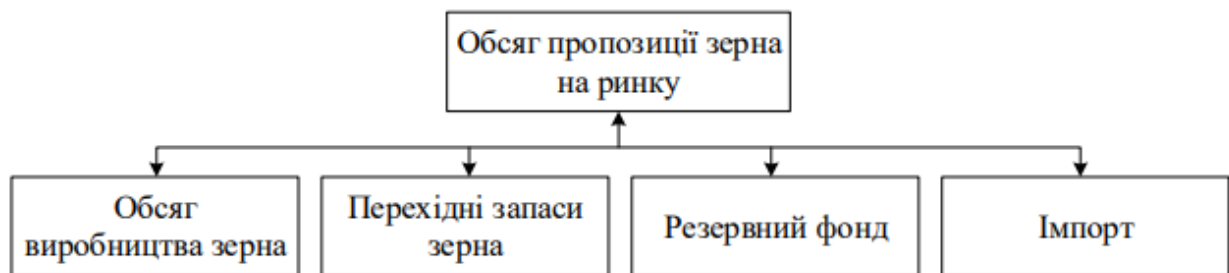 Обсяг пропозиції зерна
на ринку
Обсяг
виробництва зерна
Перехідні запаси
зерна
Резервний фонд
Імпорт